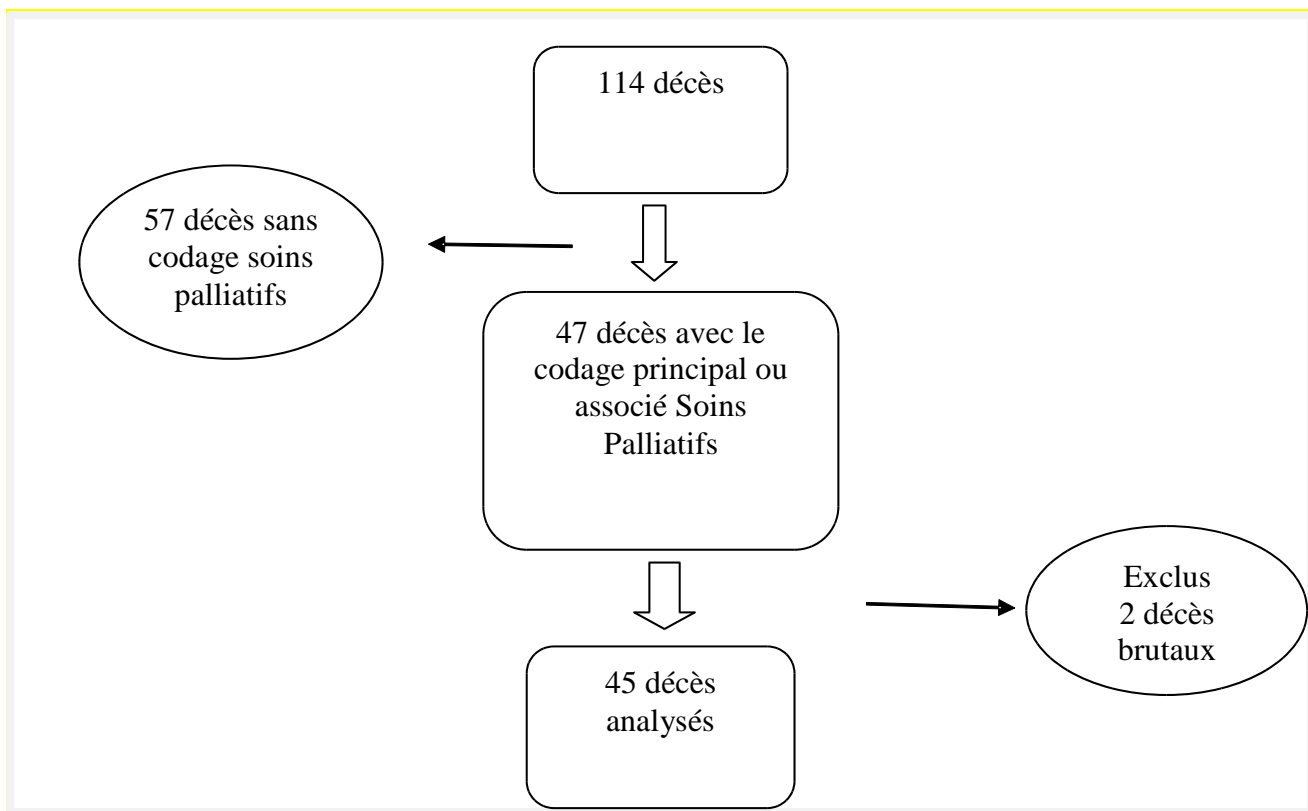 114 décès
57 décès sans
codage soins
palliatifs
47 décès avec le
codage principal ou
associé Soins
Palliatifs
Exclus
2 décès
brutaux
45 décès
analysés